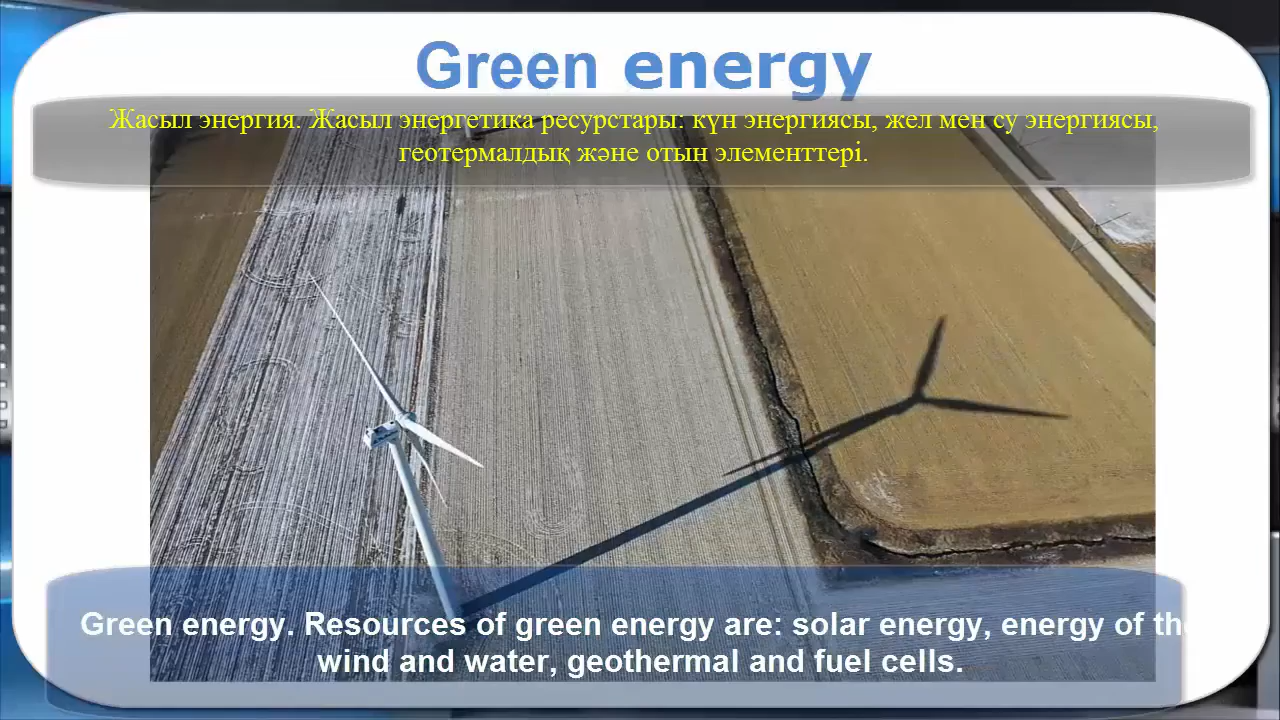 Green energy
Жасыл энергия. Жасыл энергетика ресурстары: күн энергиясы, жел мен су энергиясы,
геотермалдық және отын элементтері.
Green energy. Resources of green energy are: solar energy, energy of the
wind and water, geothermal and fuel cells.